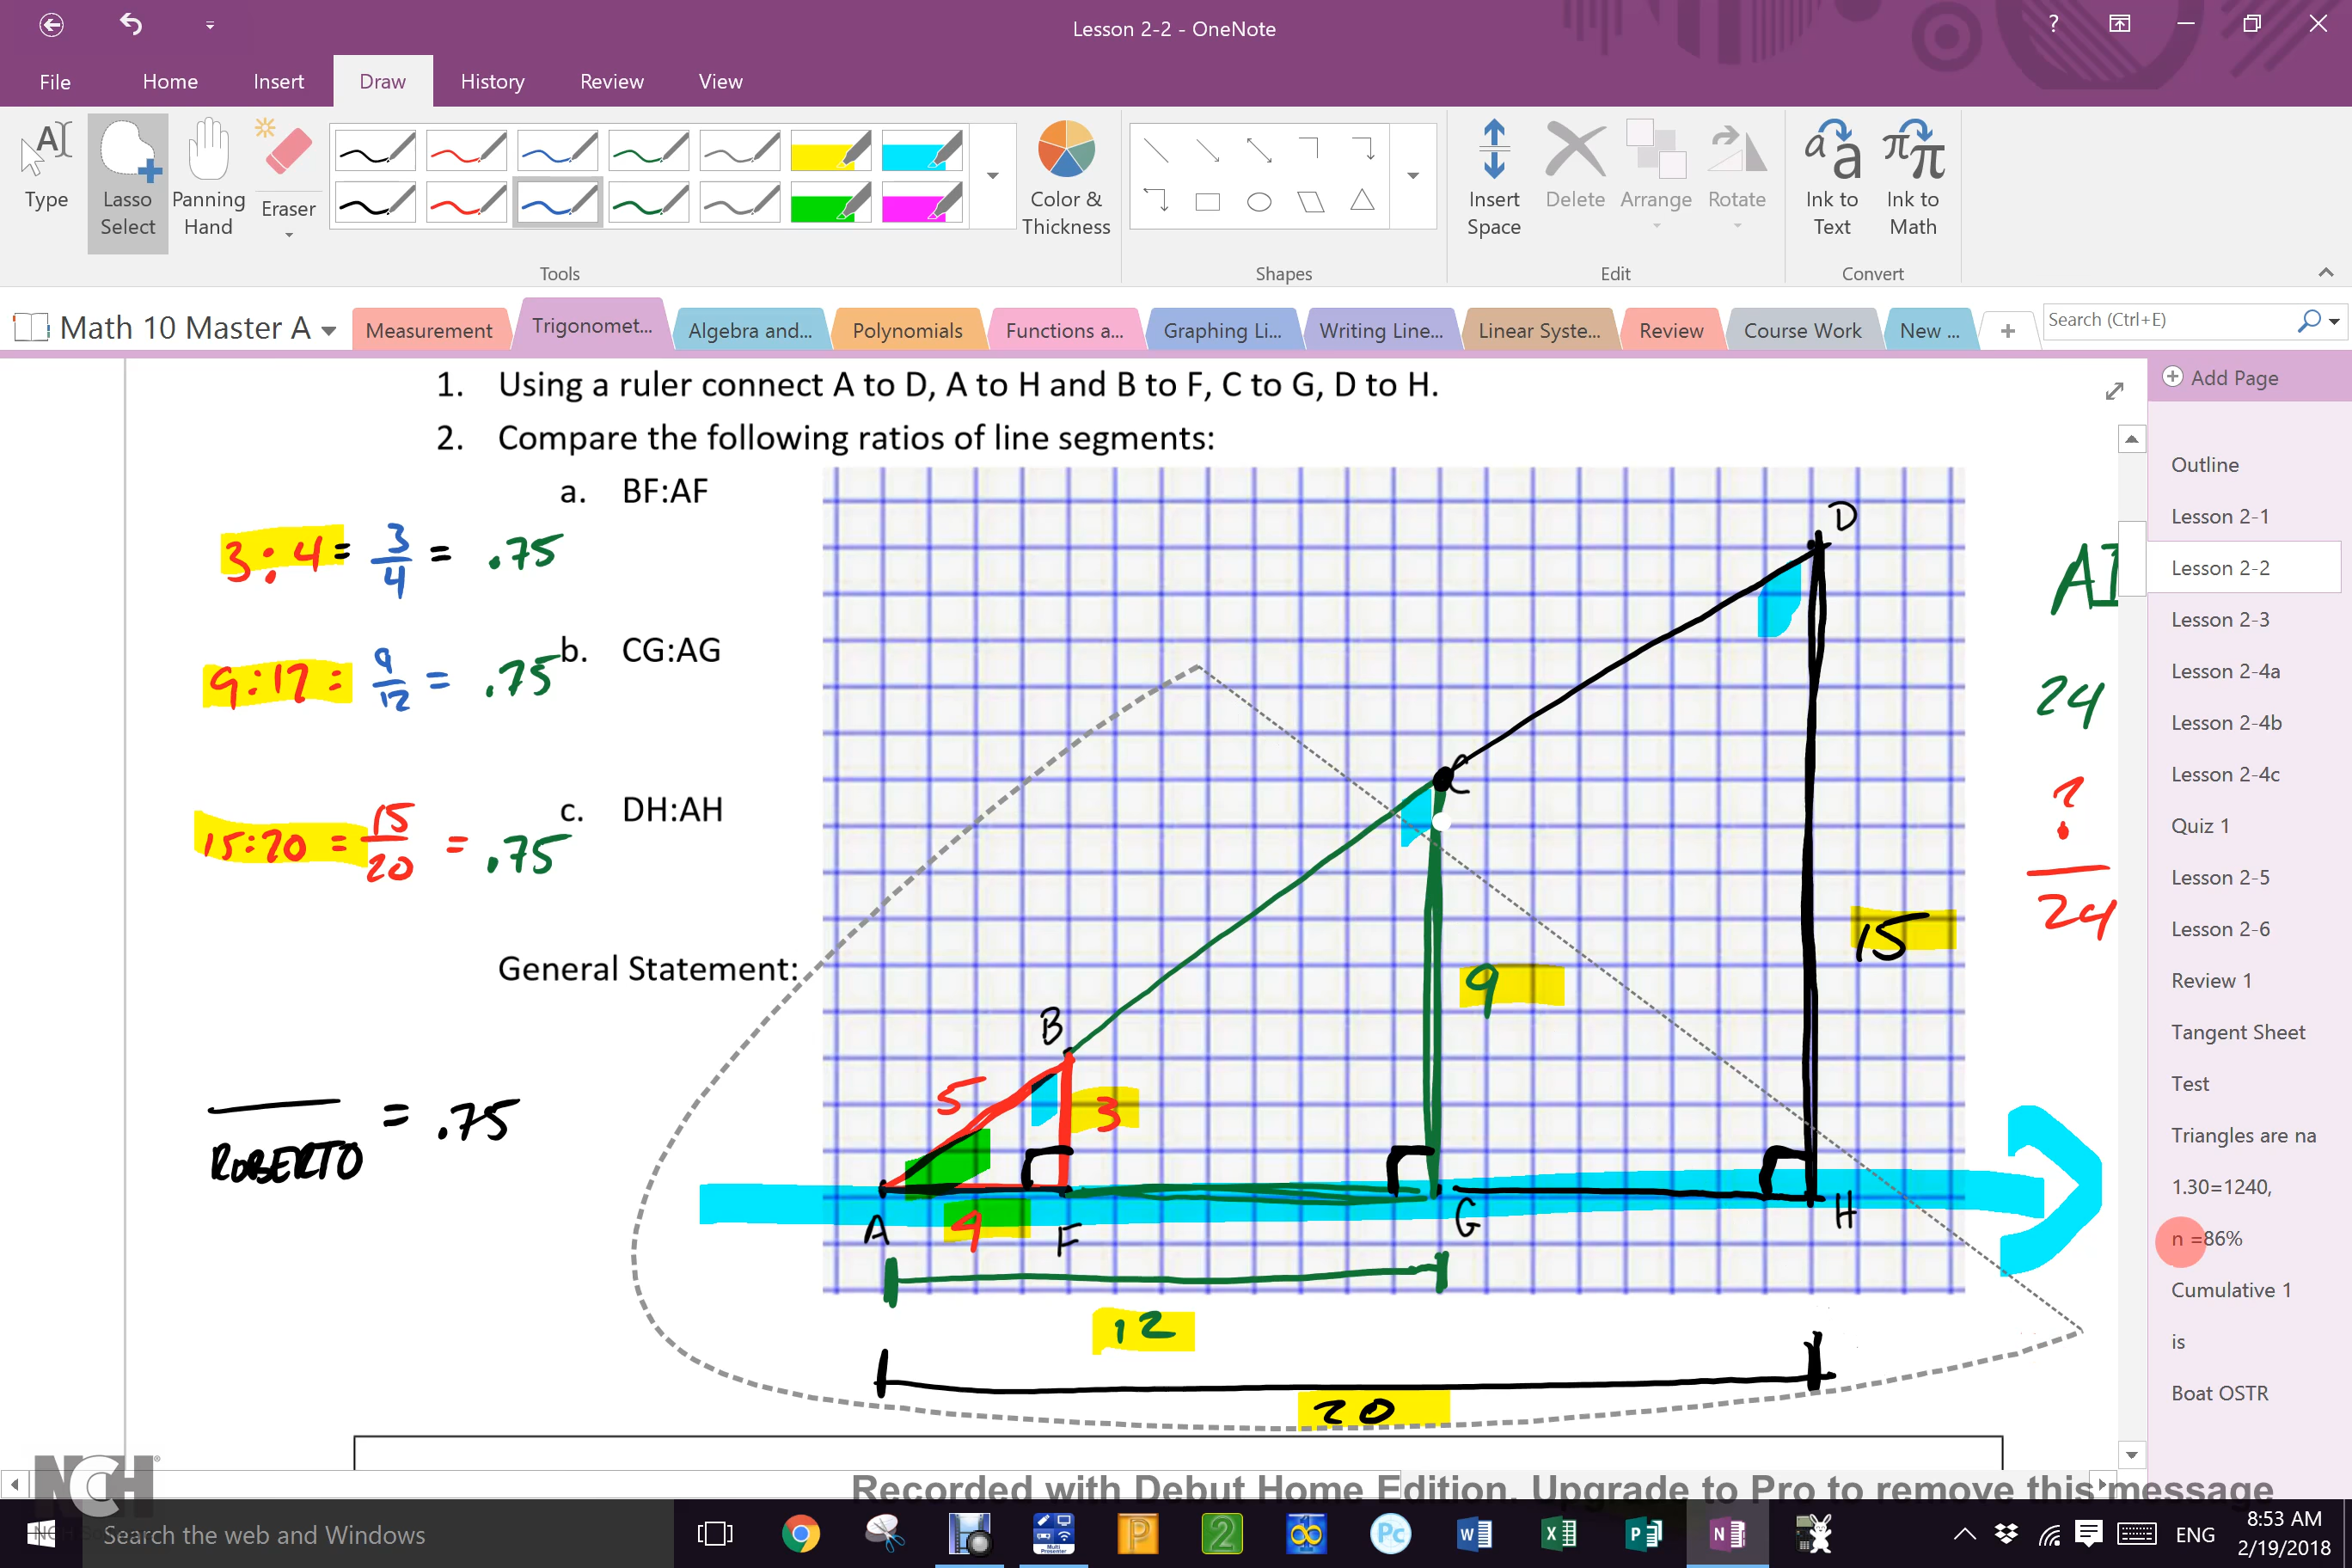 Lesson 2-2 - OneNote
?
File Home Insert Draw History Review View
Type
Lasso Select
Panning Hand
Eraser
Color & Thickness
Insert Space
Delete
Arrange
Rotate
Ink to Text
Ink to Math
Tools Shapes Edit Convert
Math 10 Master A Measurement Trigonomet... Algebra and... Polynomials Functions a... Graphing Li... Writing Line... Linear Syste... Review Course Work New ... + Search (Ctrl+E)
Add Page
1. Using a ruler connect A to D, A to H and B to F, C to G, D to H.
2. Compare the following ratios of line segments:
a. BF:AF
3:4 = 3/4 = .75
b. CG:AG
9:12 = 9/12 = .75
c. DH:AH
15:20 = 15/20 = .75
General Statement:
ROBERTO = .75
D
C
B
5
3
9
15
A
F
G
H
12
20
24
?
24
Outline
Lesson 2-1
Lesson 2-2
Lesson 2-3
Lesson 2-4a
Lesson 2-4b
Lesson 2-4c
Quiz 1
Lesson 2-5
Lesson 2-6
Review 1
Tangent Sheet
Test
Triangles are na
1.30=1240,
n =86%
Cumulative 1
is
Boat OSTR
NCH
Recorded with Debut Home Edition. Upgrade to Pro to remove this message
Search the web and Windows
ENG
8:53 AM
2/19/2018